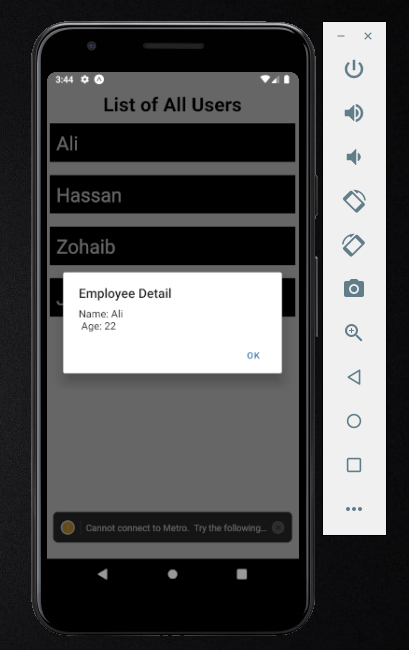 3:44
List of All Users
Ali
Hassan
Zohaib
Employee Detail
Name: Ali
Age: 22
OK
Cannot connect to Metro. Try the following...